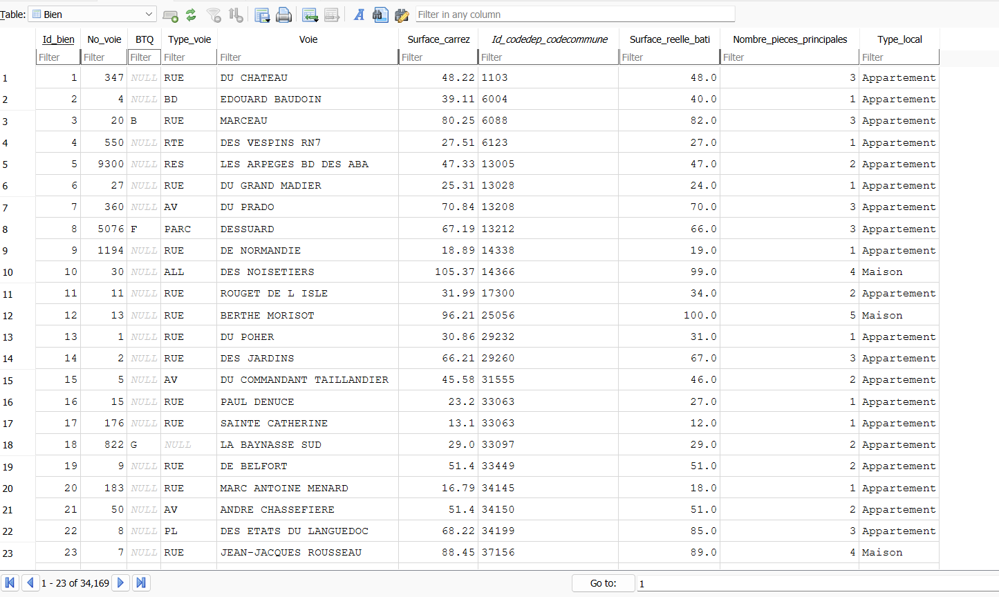 Table: Bien Filter in any column
Id_bien No_voie BTQ Type_voie Voie Surface_carrez Id_codedep_codecommune Surface_reelle_bati Nombre_pieces_principales Type_local
Filter Filter Filter Filter Filter Filter Filter Filter Filter Filter
1 1 347 NULL RUE DU CHATEAU 48.22 1103 48.0 3 Appartement
2 2 4 NULL BD EDOUARD BAUDOIN 39.11 6004 40.0 1 Appartement
3 3 20 B RUE MARCEAU 80.25 6088 82.0 3 Appartement
4 4 550 NULL RTE DES VESPINS RN7 27.51 6123 27.0 1 Appartement
5 5 9300 NULL RES LES ARPEGES BD DES ABA 47.33 13005 47.0 2 Appartement
6 6 27 NULL RUE DU GRAND MADIER 25.31 13028 24.0 1 Appartement
7 7 360 NULL AV DU PRADO 70.84 13208 70.0 3 Appartement
8 8 5076 F PARC DESSUARD 67.19 13212 66.0 3 Appartement
9 9 1194 NULL RUE DE NORMANDIE 18.89 14338 19.0 1 Appartement
10 10 30 NULL ALL DES NOISETIERS 105.37 14366 99.0 4 Maison
11 11 11 NULL RUE ROUGET DE L ISLE 31.99 17300 34.0 2 Appartement
12 12 13 NULL RUE BERTHE MORISOT 96.21 25056 100.0 5 Maison
13 13 1 NULL RUE DU POHER 30.86 29232 31.0 1 Appartement
14 14 2 NULL RUE DES JARDINS 66.21 29260 67.0 3 Appartement
15 15 5 NULL AV DU COMMANDANT TAILLANDIER 45.58 31555 46.0 2 Appartement
16 16 15 NULL RUE PAUL DENUCE 23.2 33063 27.0 1 Appartement
17 17 176 NULL RUE SAINTE CATHERINE 13.1 33063 12.0 1 Appartement
18 18 822 G NULL LA BAYNASSE SUD 29.0 33097 29.0 2 Appartement
19 19 9 NULL RUE DE BELFORT 51.4 33449 51.0 2 Appartement
20 20 183 NULL RUE MARC ANTOINE MENARD 16.79 34145 18.0 1 Appartement
21 21 50 NULL AV ANDRE CHASSEFIERE 51.4 34150 51.0 2 Appartement
22 22 8 NULL PL DES ETATS DU LANGUEDOC 68.22 34199 85.0 3 Appartement
23 23 7 NULL RUE JEAN-JACQUES ROUSSEAU 88.45 37156 89.0 4 Maison
1 - 23 of 34,169 Go to: 1